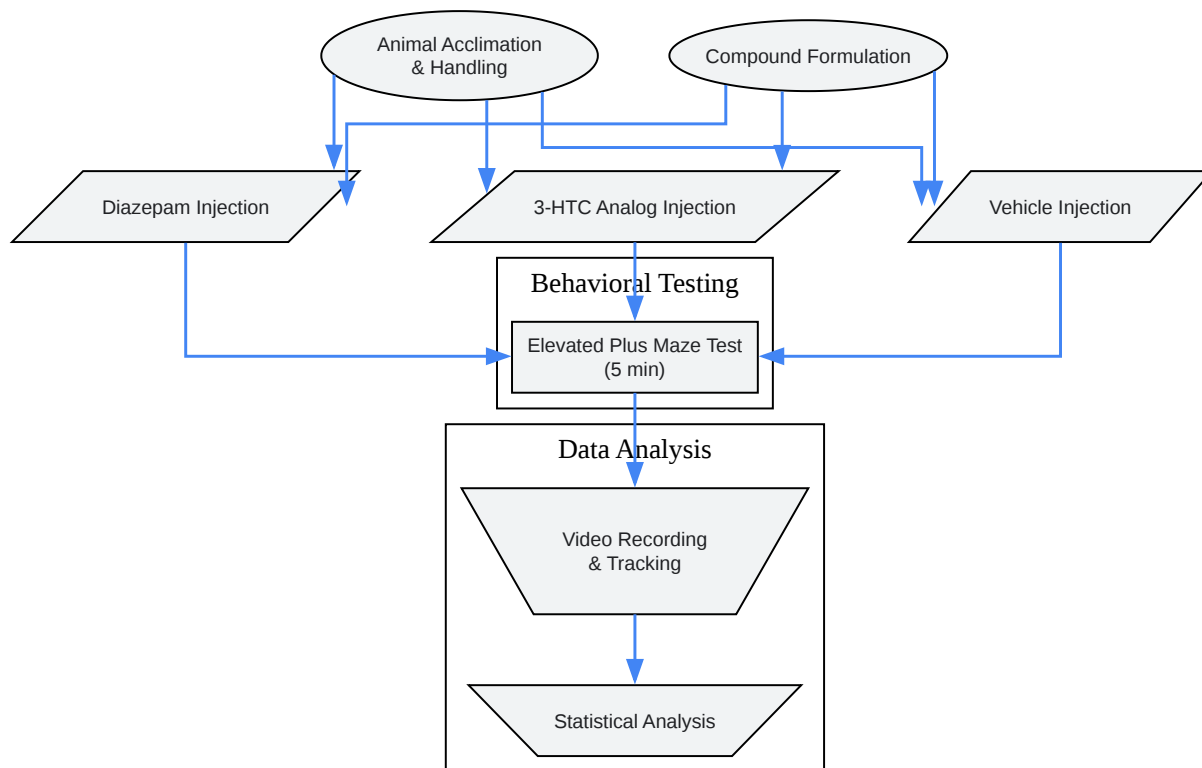 Animal Acclimation
& Handling
Compound Formulation
Diazepam Injection
3-HTC Analog Injection
Vehicle Injection
Behavioral Testing
Elevated Plus Maze Test
(5 min)
Data Analysis
Video Recording
& Tracking
Statistical Analysis